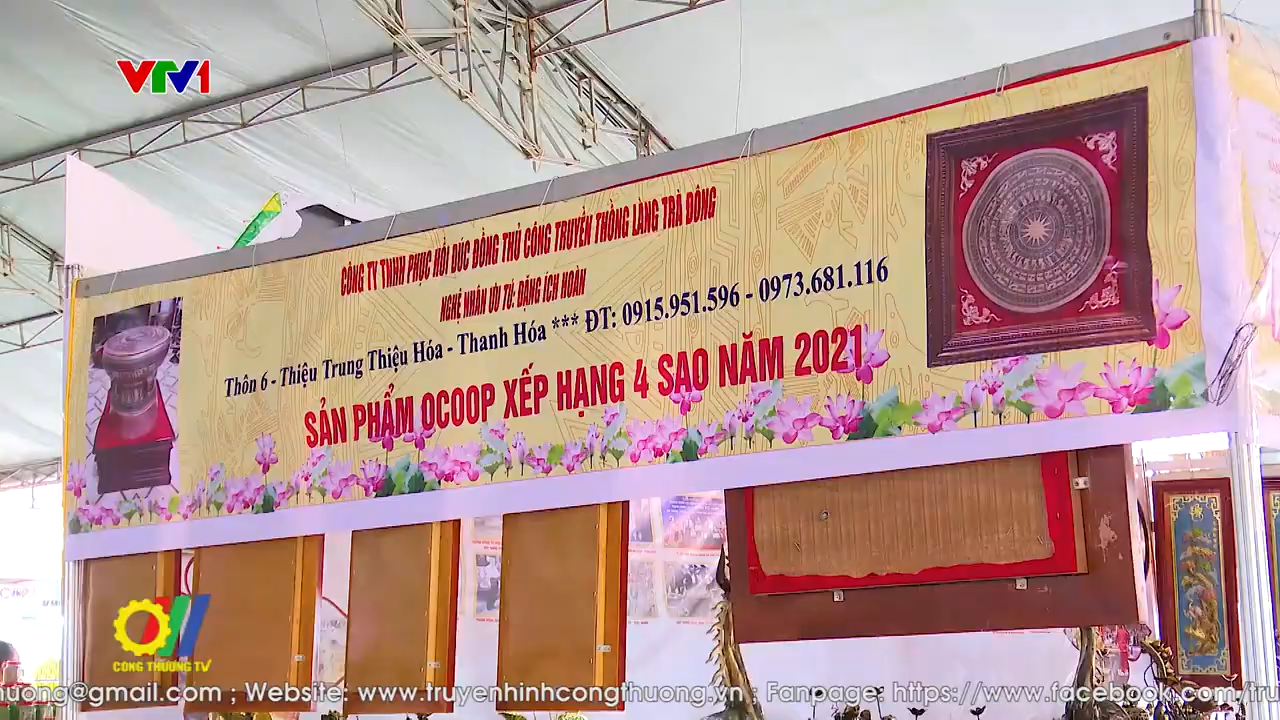 VTV1
CÔNG TY TNHH PHỤC HỒI ĐÚC ĐỒNG THỦ CÔNG TRUYỀN THỐNG LÀNG TRÀ ĐÔNG
NGHỆ NHÂN ƯU TÚ: ĐẶNG ÍCH HOÀN
Thôn 6 - Thiệu Trung Thiệu Hóa - Thanh Hóa *** ĐT: 0915.951.596 - 0973.681.116
SẢN PHẨM OCOOP XẾP HẠNG 4 SAO NĂM 2021
CÔNG THƯƠNG TV
huong@gmail.com ; Website: www.truyenhinhcongthuong.vn ; Fanpage: https://www.facebook.com/tru